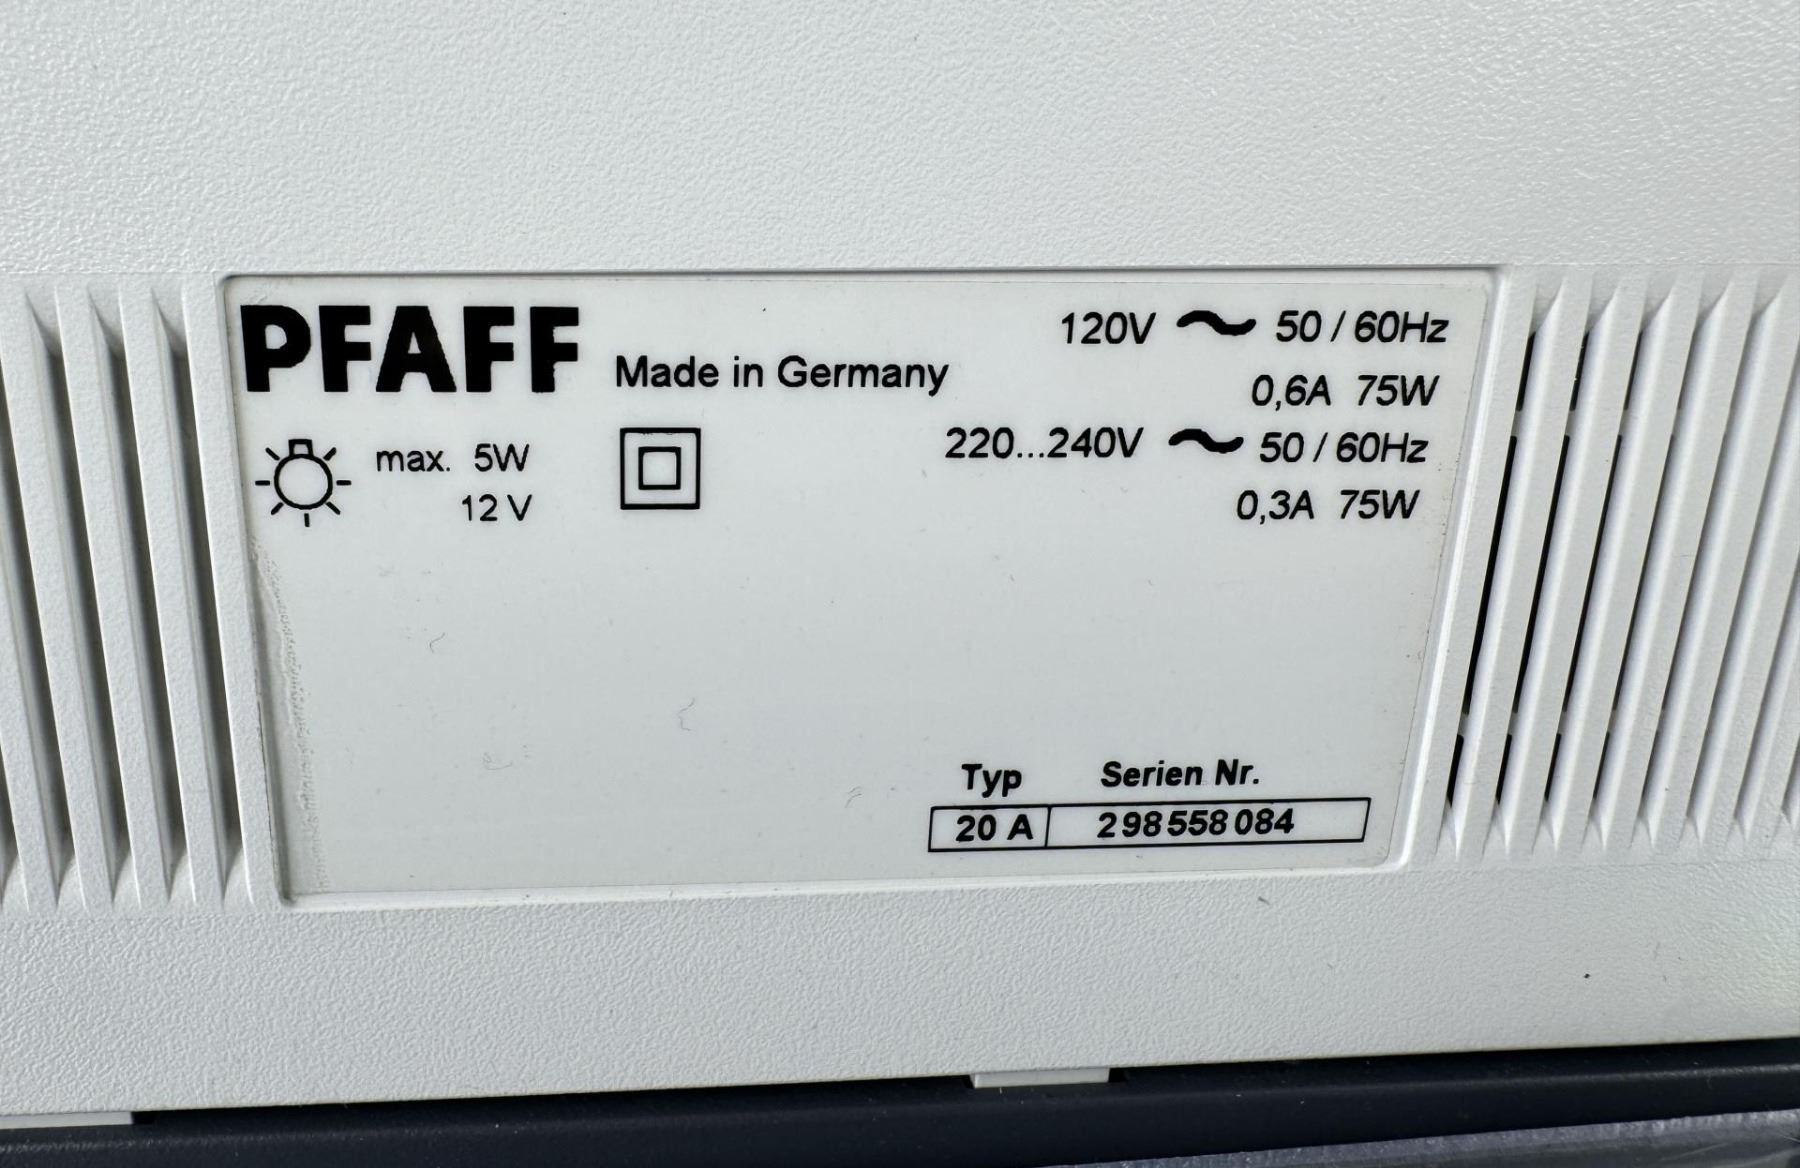 PFAFF Made in Germany
max. 5W
12 V
120V ~ 50 / 60Hz
0,6A 75W
220...240V ~ 50 / 60Hz
0,3A 75W
Typ Serien Nr.
20 A 298558084